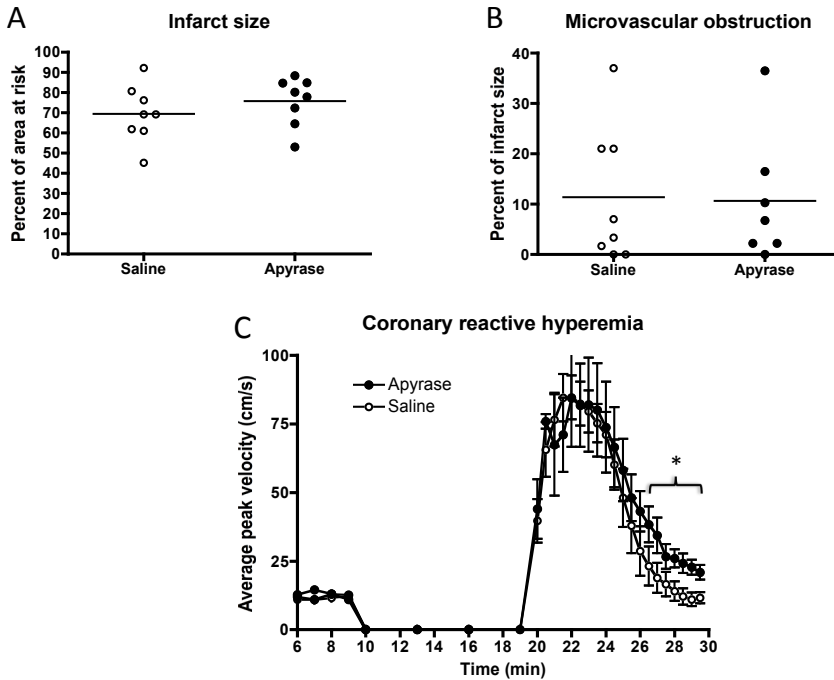 A
Infarct size
Percent of area at risk
100
90
80
70
60
50
40
30
20
10
0
Saline
Apyrase
B
Microvascular obstruction
Percent of infarct size
40
30
20
10
0
Saline
Apyrase
C
Coronary reactive hyperemia
Average peak velocity (cm/s)
100
75
50
25
0
Apyrase
Saline
*
6 8 10 12 14 16 18 20 22 24 26 28 30
Time (min)